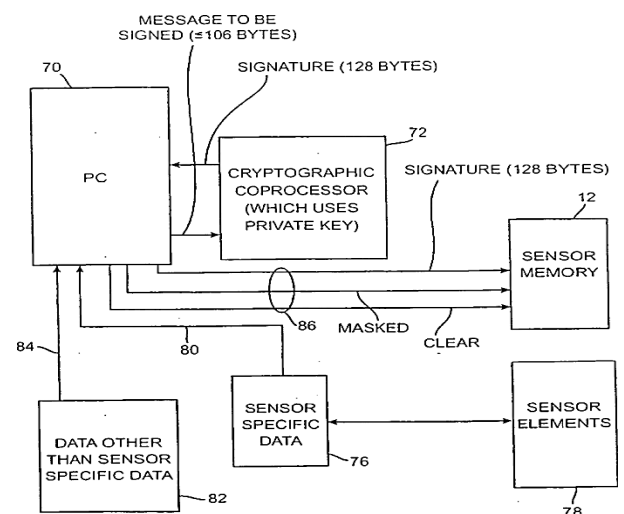 MESSAGE TO BE
SIGNED (≤106 BYTES)
70
SIGNATURE (128 BYTES)
72
PC
CRYPTOGRAPHIC
COPROCESSOR
(WHICH USES
PRIVATE KEY)
SIGNATURE (128 BYTES)
12
SENSOR
MEMORY
86
MASKED
CLEAR
84
80
DATA OTHER
THAN SENSOR
SPECIFIC DATA
82
SENSOR
SPECIFIC
DATA
76
SENSOR
ELEMENTS
78